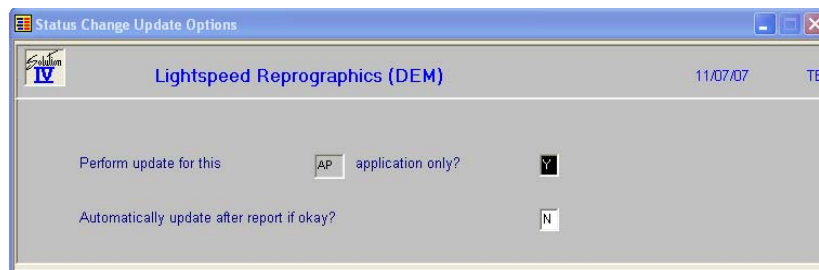 Status Change Update Options
Solution IV
Lightspeed Reprographics (DEM) 11/07/07 TE
Perform update for this AP application only? Y
Automatically update after report if okay? N